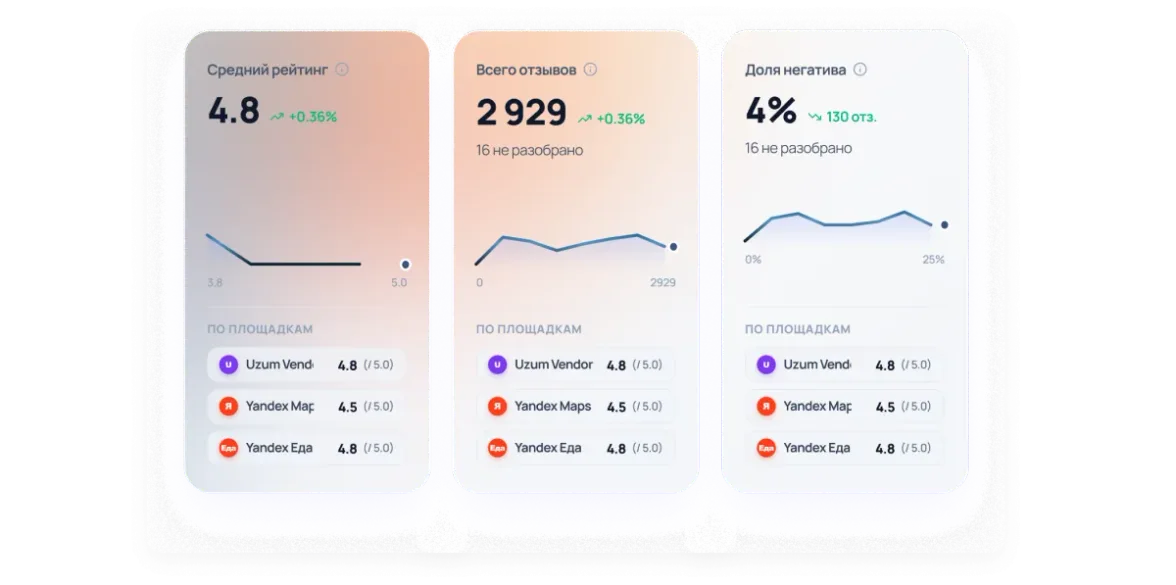 Средний рейтинг
4.8 +0.36%
3.8 5.0
ПО ПЛОЩАДКАМ
U Uzum Vend
4.8 (/ 5.0)
Я Yandex Map
4.5 (/ 5.0)
Еда Yandex Еда
4.8 (/ 5.0)
Всего отзывов
2 929 +0.36%
16 не разобрано
0 2929
ПО ПЛОЩАДКАМ
U Uzum Vendor
4.8 (/ 5.0)
Я Yandex Maps
4.5 (/ 5.0)
Еда Yandex Еда
4.8 (/ 5.0)
Доля негатива
4% 130 отз.
16 не разобрано
0% 25%
ПО ПЛОЩАДКАМ
U Uzum Vend
4.8 (/ 5.0)
Я Yandex Map
4.5 (/ 5.0)
Еда Yandex Еда
4.8 (/ 5.0)